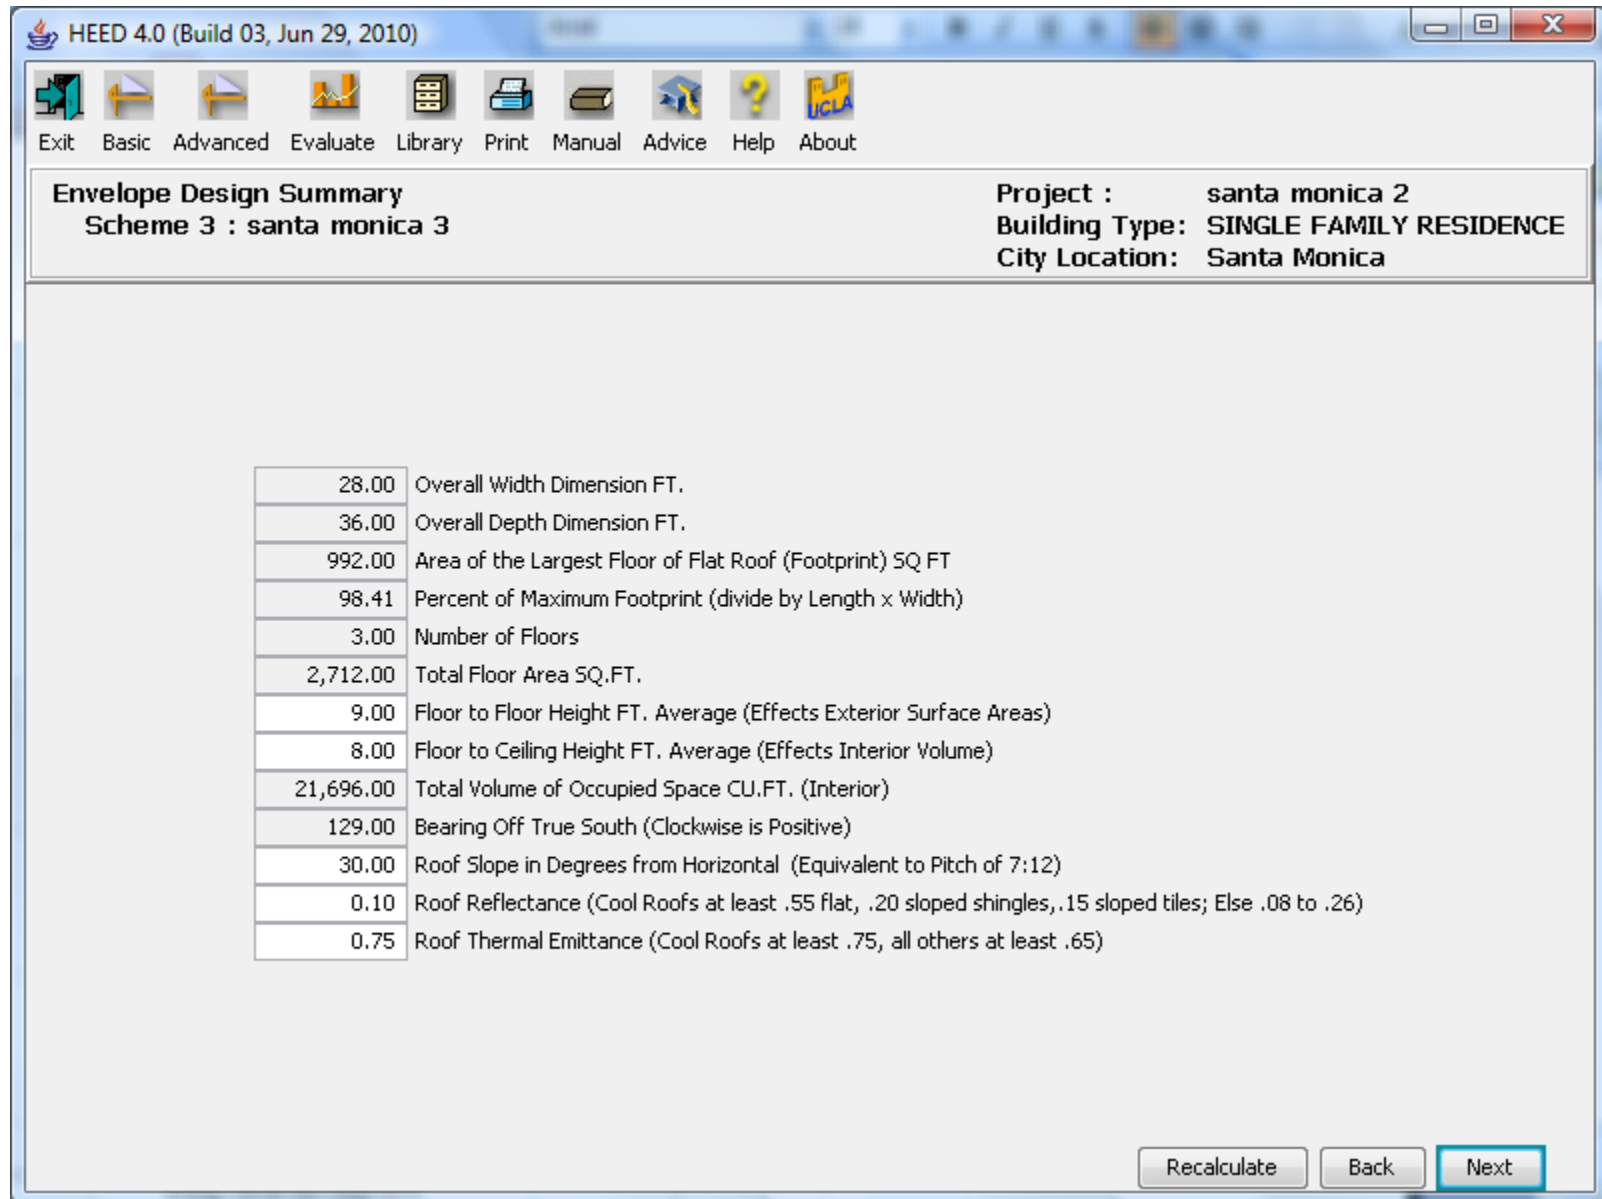 HEED 4.0 (Build 03, Jun 29, 2010)
Exit Basic Advanced Evaluate Library Print Manual Advice Help About
UCLA
Envelope Design Summary
Scheme 3 : santa monica 3
Project : santa monica 2
Building Type: SINGLE FAMILY RESIDENCE
City Location: Santa Monica
28.00 Overall Width Dimension FT.
36.00 Overall Depth Dimension FT.
992.00 Area of the Largest Floor of Flat Roof (Footprint) SQ FT
98.41 Percent of Maximum Footprint (divide by Length x Width)
3.00 Number of Floors
2,712.00 Total Floor Area SQ.FT.
9.00 Floor to Floor Height FT. Average (Effects Exterior Surface Areas)
8.00 Floor to Ceiling Height FT. Average (Effects Interior Volume)
21,696.00 Total Volume of Occupied Space CU.FT. (Interior)
129.00 Bearing Off True South (Clockwise is Positive)
30.00 Roof Slope in Degrees from Horizontal (Equivalent to Pitch of 7:12)
0.10 Roof Reflectance (Cool Roofs at least .55 flat, .20 sloped shingles,.15 sloped tiles; Else .08 to .26)
0.75 Roof Thermal Emittance (Cool Roofs at least .75, all others at least .65)
Recalculate Back Next